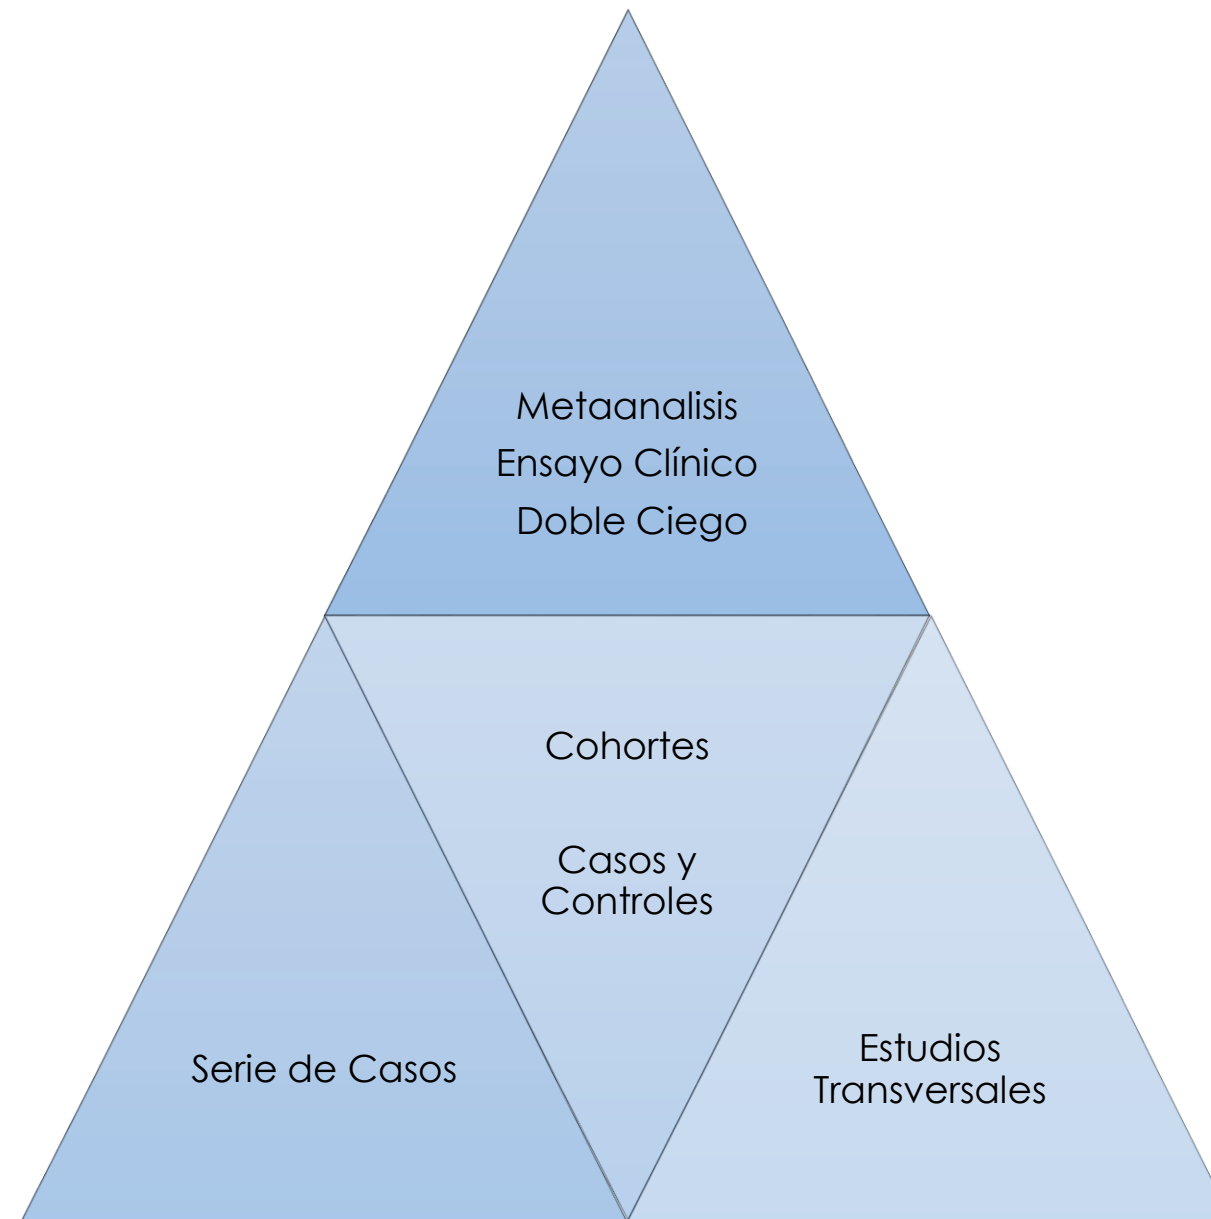 Metaanalisis
Ensayo Clínico
Doble Ciego
Cohortes
Casos y
Controles
Serie de Casos
Estudios
Transversales